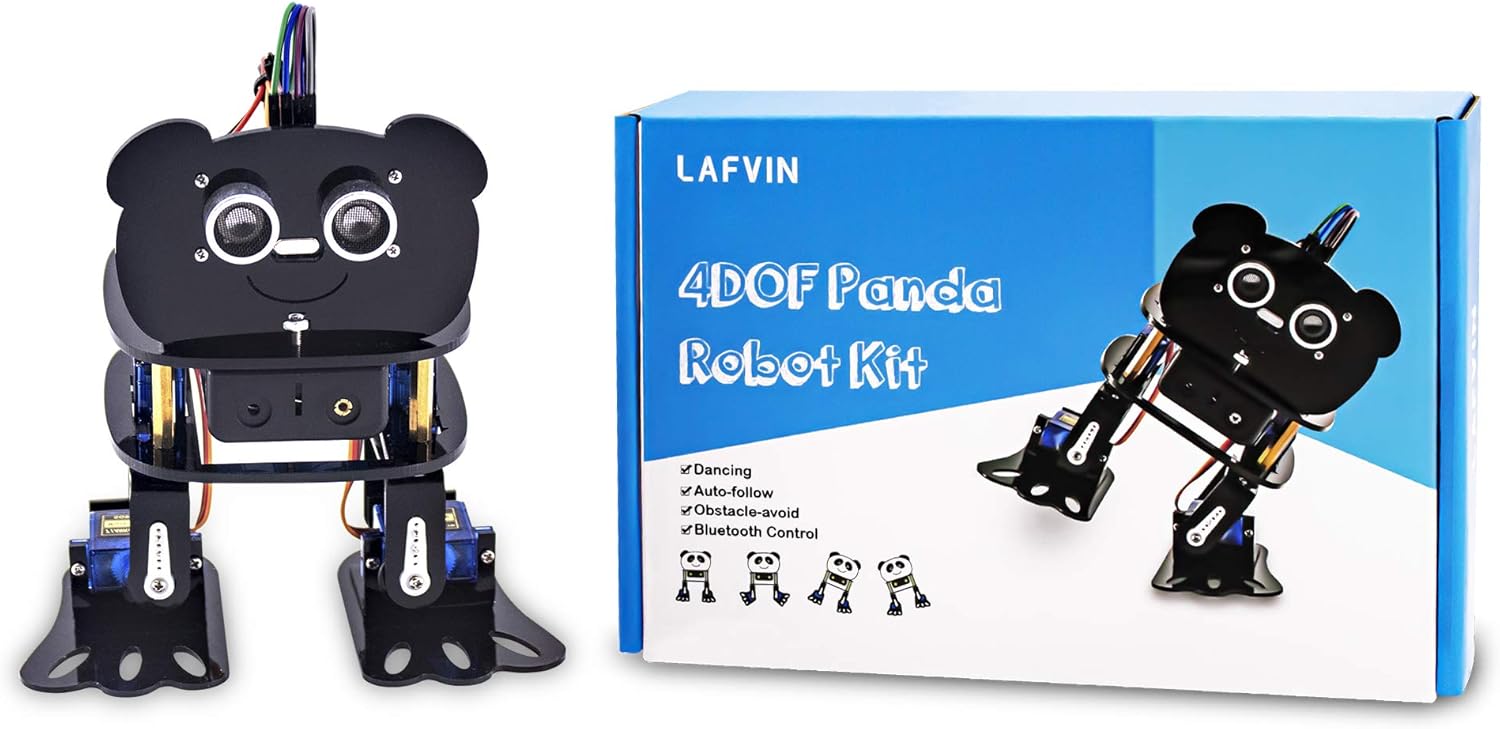 LAFVIN
4DOF Panda
Robot Kit
Dancing
Auto-follow
Obstacle-avoid
Bluetooth Control